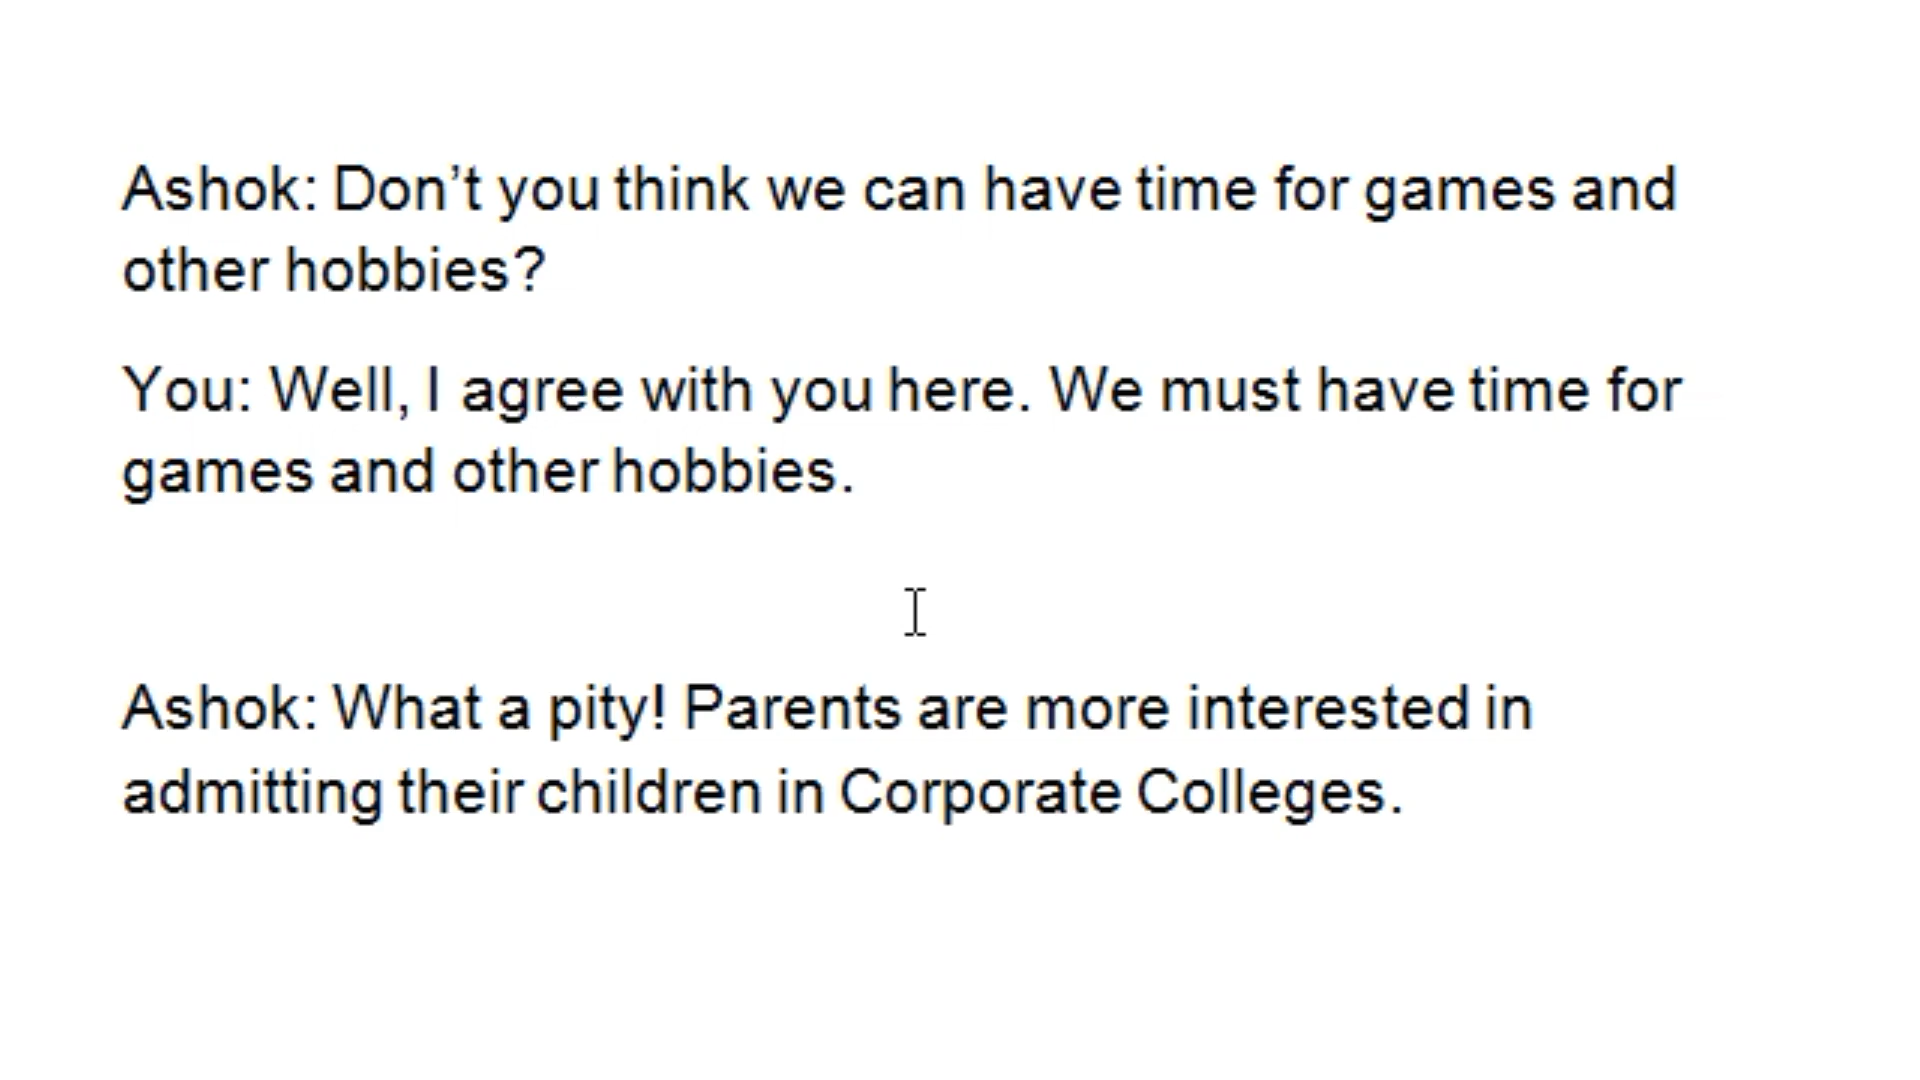 Ashok: Don’t you think we can have time for games and
other hobbies?
You: Well, I agree with you here. We must have time for
games and other hobbies.
Ashok: What a pity! Parents are more interested in
admitting their children in Corporate Colleges.